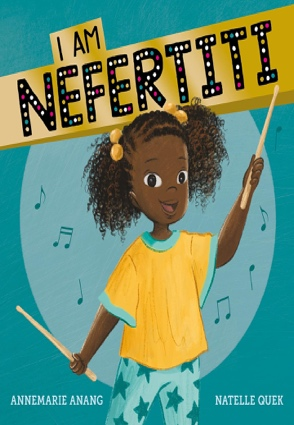 I AM
NEFERTITI
ANNEMARIE ANANG
NATELLE QUEK